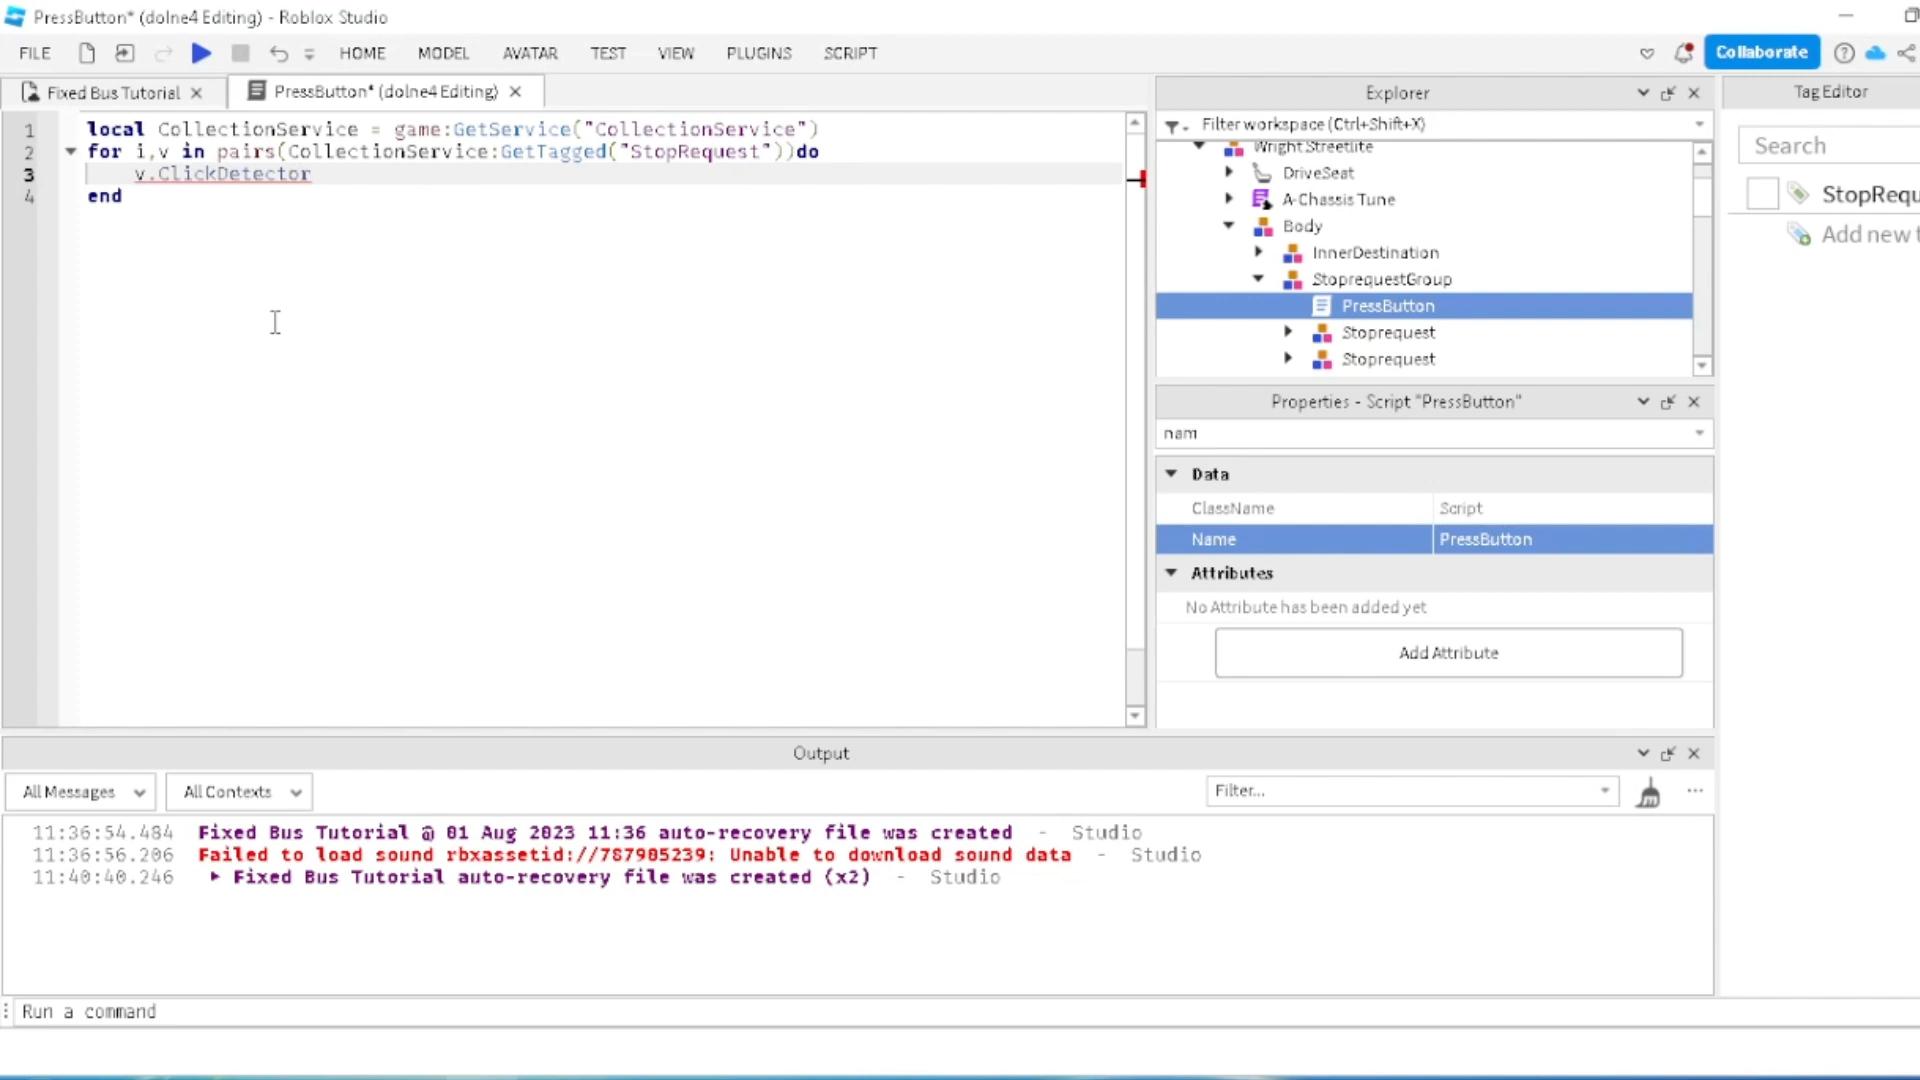 PressButton* (dolne4 Editing) - Roblox Studio
FILE HOME MODEL AVATAR TEST VIEW PLUGINS SCRIPT Collaborate
Fixed Bus Tutorial
PressButton* (dolne4 Editing)
1 local CollectionService = game:GetService("CollectionService")
2 for i,v in pairs(CollectionService:GetTagged("StopRequest"))do
3 v.ClickDetector
4 end
Explorer
Filter workspace (Ctrl+Shift+X)
Wright Streetlite
DriveSeat
A-Chassis Tune
Body
InnerDestination
StoprequestGroup
PressButton
Stoprequest
Stoprequest
Properties - Script "PressButton"
nam
Data
ClassName Script
Name PressButton
Attributes
No Attribute has been added yet
Add Attribute
Tag Editor
Search
StopRequ
Add new t
Output
All Messages All Contexts Filter...
11:36:54.484 Fixed Bus Tutorial @ 01 Aug 2023 11:36 auto-recovery file was created - Studio
11:36:56.206 Failed to load sound rbxassetid://787905239: Unable to download sound data - Studio
11:40:40.246 Fixed Bus Tutorial auto-recovery file was created (x2) - Studio
Run a command